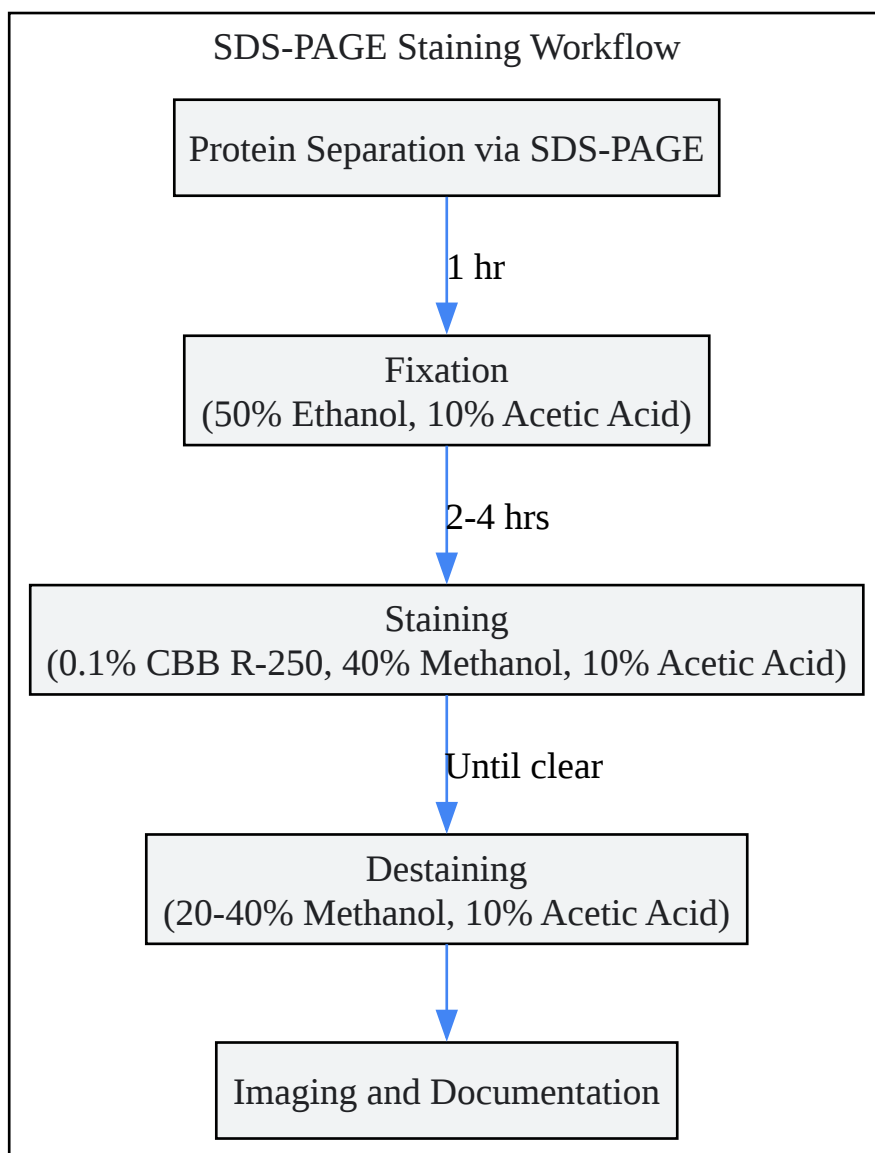 SDS-PAGE Staining Workflow
Protein Separation via SDS-PAGE
1 hr
Fixation
(50% Ethanol, 10% Acetic Acid)
2-4 hrs
Staining
(0.1% CBB R-250, 40% Methanol, 10% Acetic Acid)
Until clear
Destaining
(20-40% Methanol, 10% Acetic Acid)
Imaging and Documentation